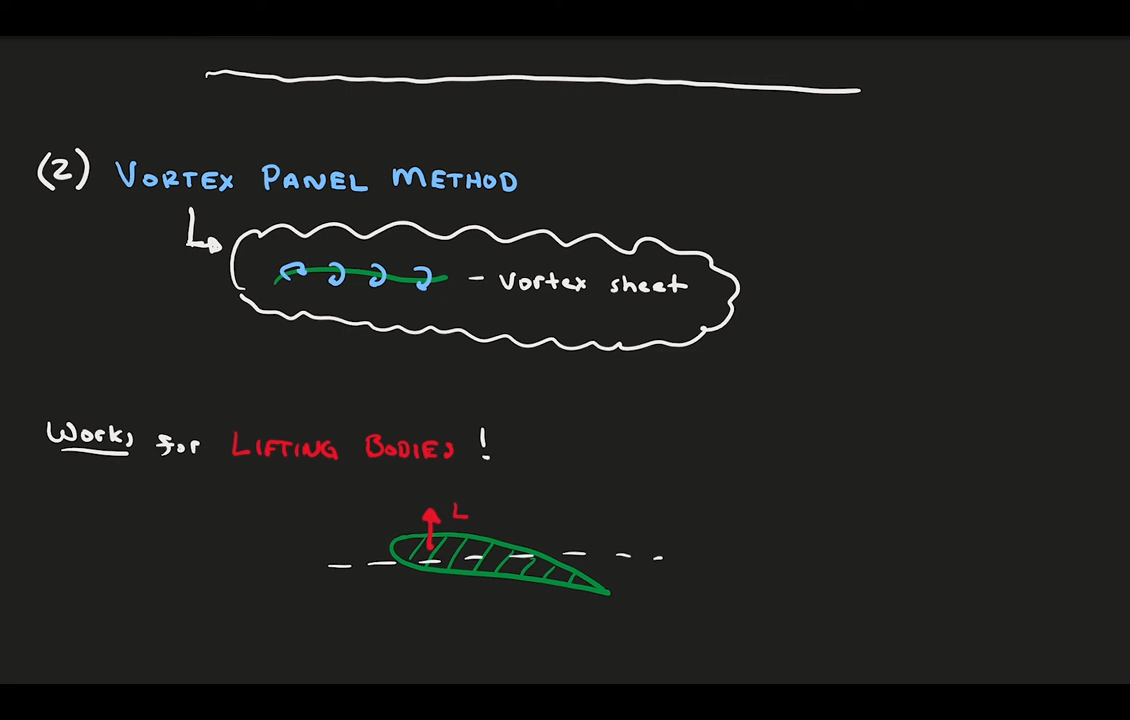 (2) VORTEX PANEL METHOD
- Vortex sheet
Works for LIFTING BODIES!
L